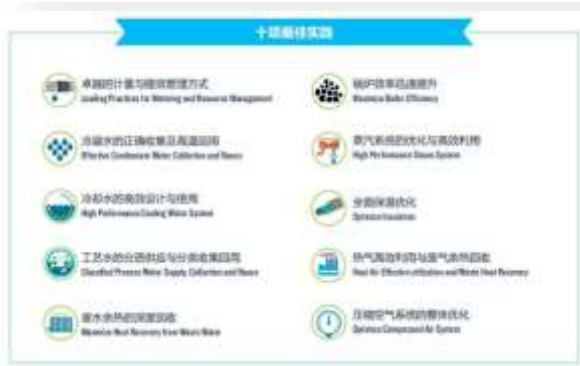 十项最佳实践
卓越的计量与能效管理方式
Leading Practices for Metering and Resource Management
冷凝水的正确收集及高温回用
Effective Condensate Water Collection and Reuse
冷却水的高效设计与使用
High Performance Cooling Water System
工艺水的分质供应与分类收集回用
Classified Process Water Supply, Collection and Reuse
废水余热的深度回收
Maximize Heat Recovery from Waste Water
锅炉效率迅速提升
Maximize Boiler Efficiency
蒸汽系统的优化与高效利用
High Performance Steam System
全面保温优化
Optimize Insulation
热气高效利用与废气余热回收
Heat Air Effective utilization and Waste Heat Recovery
压缩空气系统的整体优化
Optimize Compressed Air System